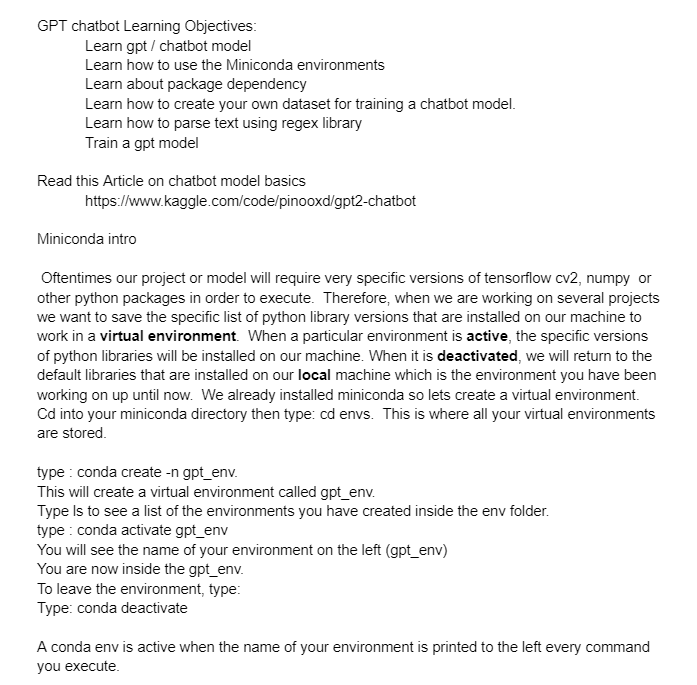 GPT chatbot Learning Objectives:
Learn gpt / chatbot model
Learn how to use the Miniconda environments
Learn about package dependency
Learn how to create your own dataset for training a chatbot model.
Learn how to parse text using regex library
Train a gpt model
Read this Article on chatbot model basics
https://www.kaggle.com/code/pinooxd/gpt2-chatbot
Miniconda intro
Oftentimes our project or model will require very specific versions of tensorflow cv2, numpy  or
other python packages in order to execute.  Therefore, when we are working on several projects
we want to save the specific list of python library versions that are installed on our machine to
work in a virtual environment.  When a particular environment is active, the specific versions
of python libraries will be installed on our machine. When it is deactivated, we will return to the
default libraries that are installed on our local machine which is the environment you have been
working on up until now.  We already installed miniconda so lets create a virtual environment.
Cd into your miniconda directory then type: cd envs.  This is where all your virtual environments
are stored.
type : conda create -n gpt_env.
This will create a virtual environment called gpt_env.
Type ls to see a list of the environments you have created inside the env folder.
type : conda activate gpt_env
You will see the name of your environment on the left (gpt_env)
You are now inside the gpt_env.
To leave the environment, type:
Type: conda deactivate
A conda env is active when the name of your environment is printed to the left every command
you execute.